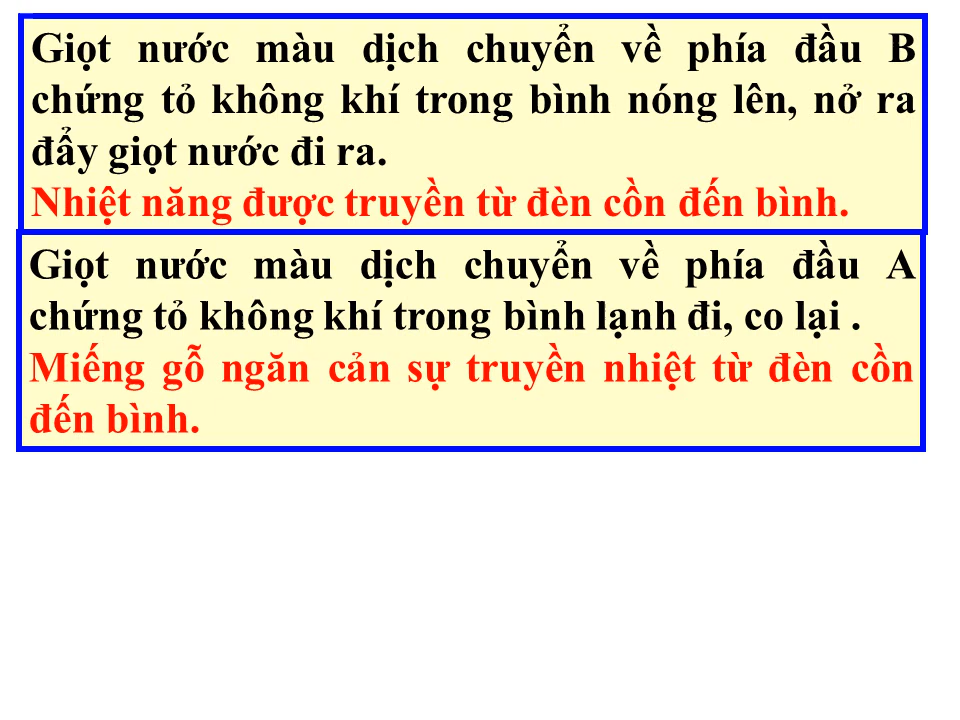 Giọt nước màu dịch chuyển về phía đầu B
chứng tỏ không khí trong bình nóng lên, nở ra
đẩy giọt nước đi ra.
Nhiệt năng được truyền từ đèn cồn đến bình.
Giọt nước màu dịch chuyển về phía đầu A
chứng tỏ không khí trong bình lạnh đi, co lại .
Miếng gỗ ngăn cản sự truyền nhiệt từ đèn cồn
đến bình.